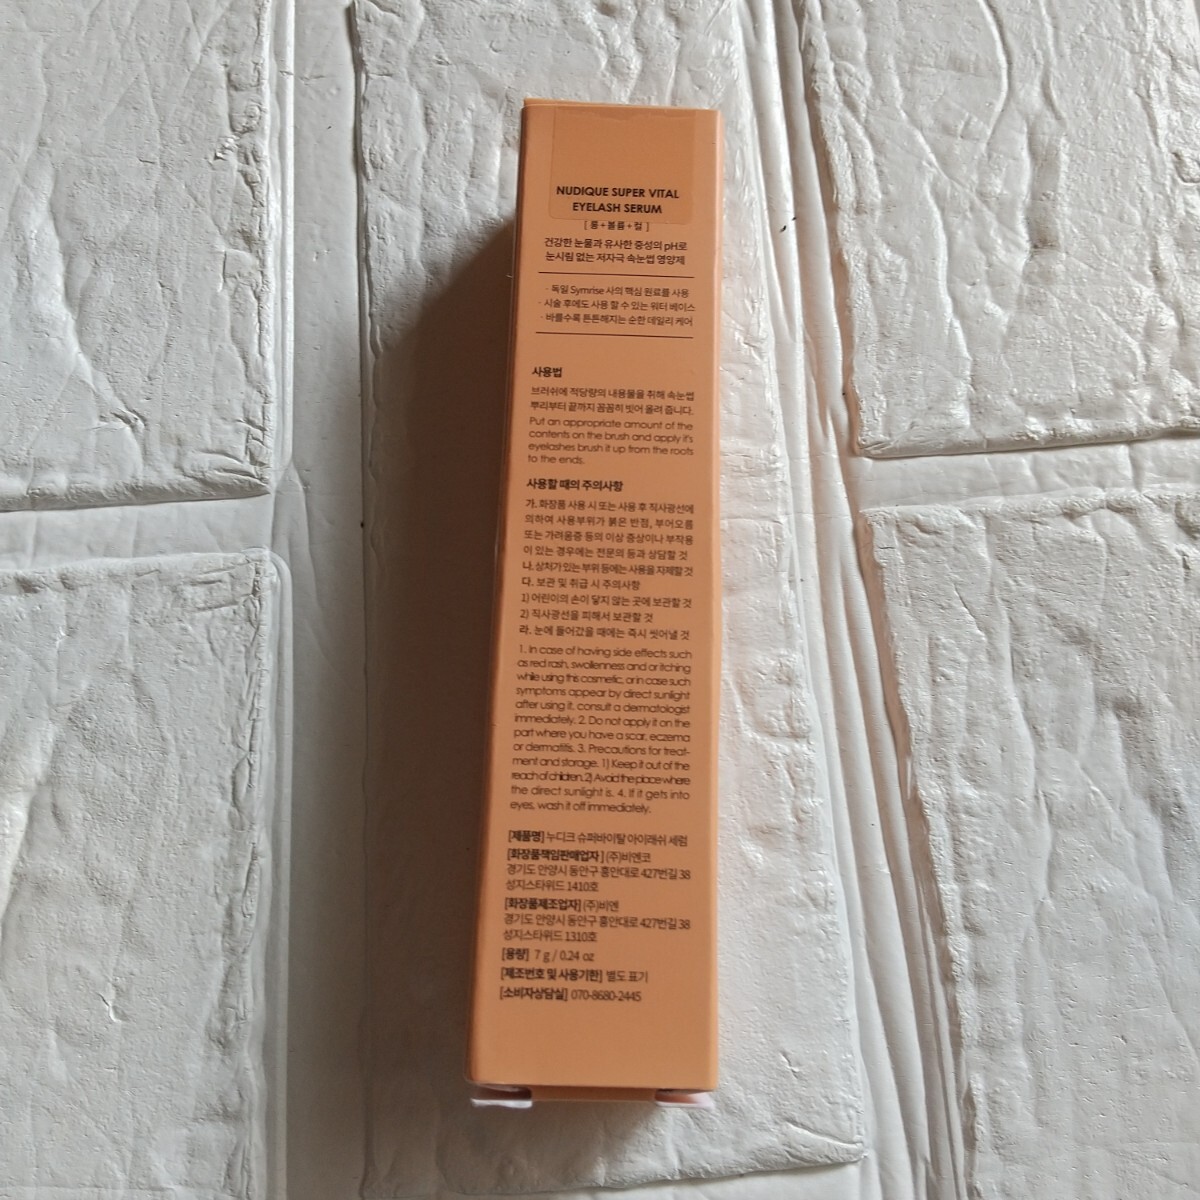 NUDIQUE SUPER VITAL
EYELASH SERUM
[ 롱+볼륨+컬 ]
건강한 눈물과 유사한 중성의 pH로
눈시림 없는 저자극 속눈썹 영양제
· 독일 Symrise 사의 핵심 원료를 사용
· 시술 후에도 사용 할 수 있는 워터 베이스
· 바를수록 튼튼해지는 순한 데일리 케어
사용법
브러쉬에 적당량의 내용물을 취해 속눈썹
뿌리부터 끝까지 꼼꼼히 빗어 올려 줍니다.
Put an appropriate amount of the
contents on the brush and apply it's
eyelashes brush it up from the roots
to the ends.
사용할 때의 주의사항
가. 화장품 사용 시 또는 사용 후 직사광선에
의하여 사용부위가 붉은 반점, 부어오름
또는 가려움증 등의 이상 증상이나 부작용
이 있는 경우에는 전문의 등과 상담할 것
나. 상처가 있는 부위 등에는 사용을 자제할 것
다. 보관 및 취급 시 주의사항
1) 어린이의 손이 닿지 않는 곳에 보관할 것
2) 직사광선을 피해서 보관할 것
라. 눈에 들어갔을 때에는 즉시 씻어낼 것
1. In case of having side effects such
as red rash, swollenness and or itching
while using this cosmetic, or in case such
symptoms appear by direct sunlight
after using it. consult a dermatologist
immediately. 2. Do not apply it on the
part where you have a scar, eczema
or dermatitis. 3. Precautions for treat-
ment and storage. 1) Keep it out of the
reach of children. 2) Avoid the place where
the direct sunlight is. 4. If it gets into
eyes, wash it off immediately.
[제품명] 누디크 슈퍼바이탈 아이래쉬 세럼
[화장품책임판매업자] (주)비엔코
경기도 안양시 동안구 흥안대로 427번길 38
성지스타위드 1410호
[화장품제조업자] (주)비엔
경기도 안양시 동안구 흥안대로 427번길 38
성지스타위드 1310호
[용량] 7 g / 0.24 oz
[제조번호 및 사용기한] 별도 표기
[소비자상담실] 070-8680-2445